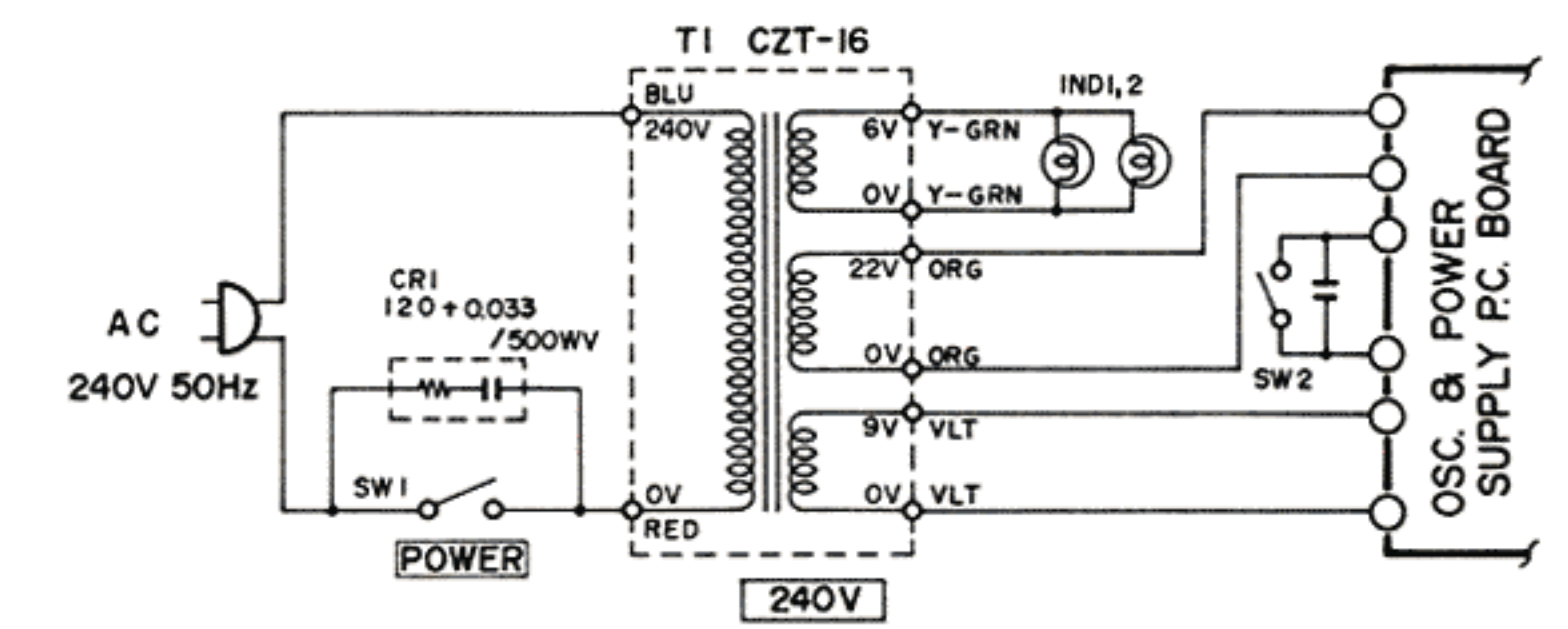 T1 CZT-16
BLU
240V
6V Y-GRN
0V Y-GRN
IND1,2
22V ORG
0V ORG
9V VLT
0V VLT
0V
RED
AC
240V 50Hz
CR1
120+0.033
/500WV
SW1
POWER
240V
SW2
OSC. & POWER
SUPPLY P.C. BOARD